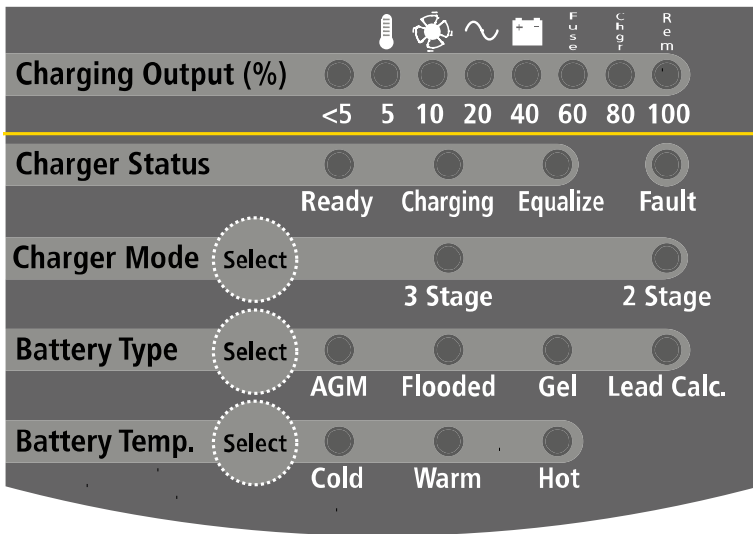 Fuse Chgr Rem
Charging Output (%)
<5 5 10 20 40 60 80 100
Charger Status
Ready Charging Equalize Fault
Charger Mode Select
3 Stage 2 Stage
Battery Type Select
AGM Flooded Gel Lead Calc.
Battery Temp. Select
Cold Warm Hot